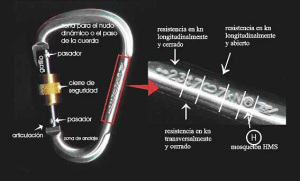 zona para el nudo
dinámico o el paso
de la cuerda
gatillo
pasador
cierre de
seguridad
pasador
articulación
zona de anclaje
resistencia en kn
longitudinalmente
y cerrado
resistencia en kn
longitudinalmente
y abierto
23
resistencia en kn
transversalmente
y cerrado
H
mosquetón HMS